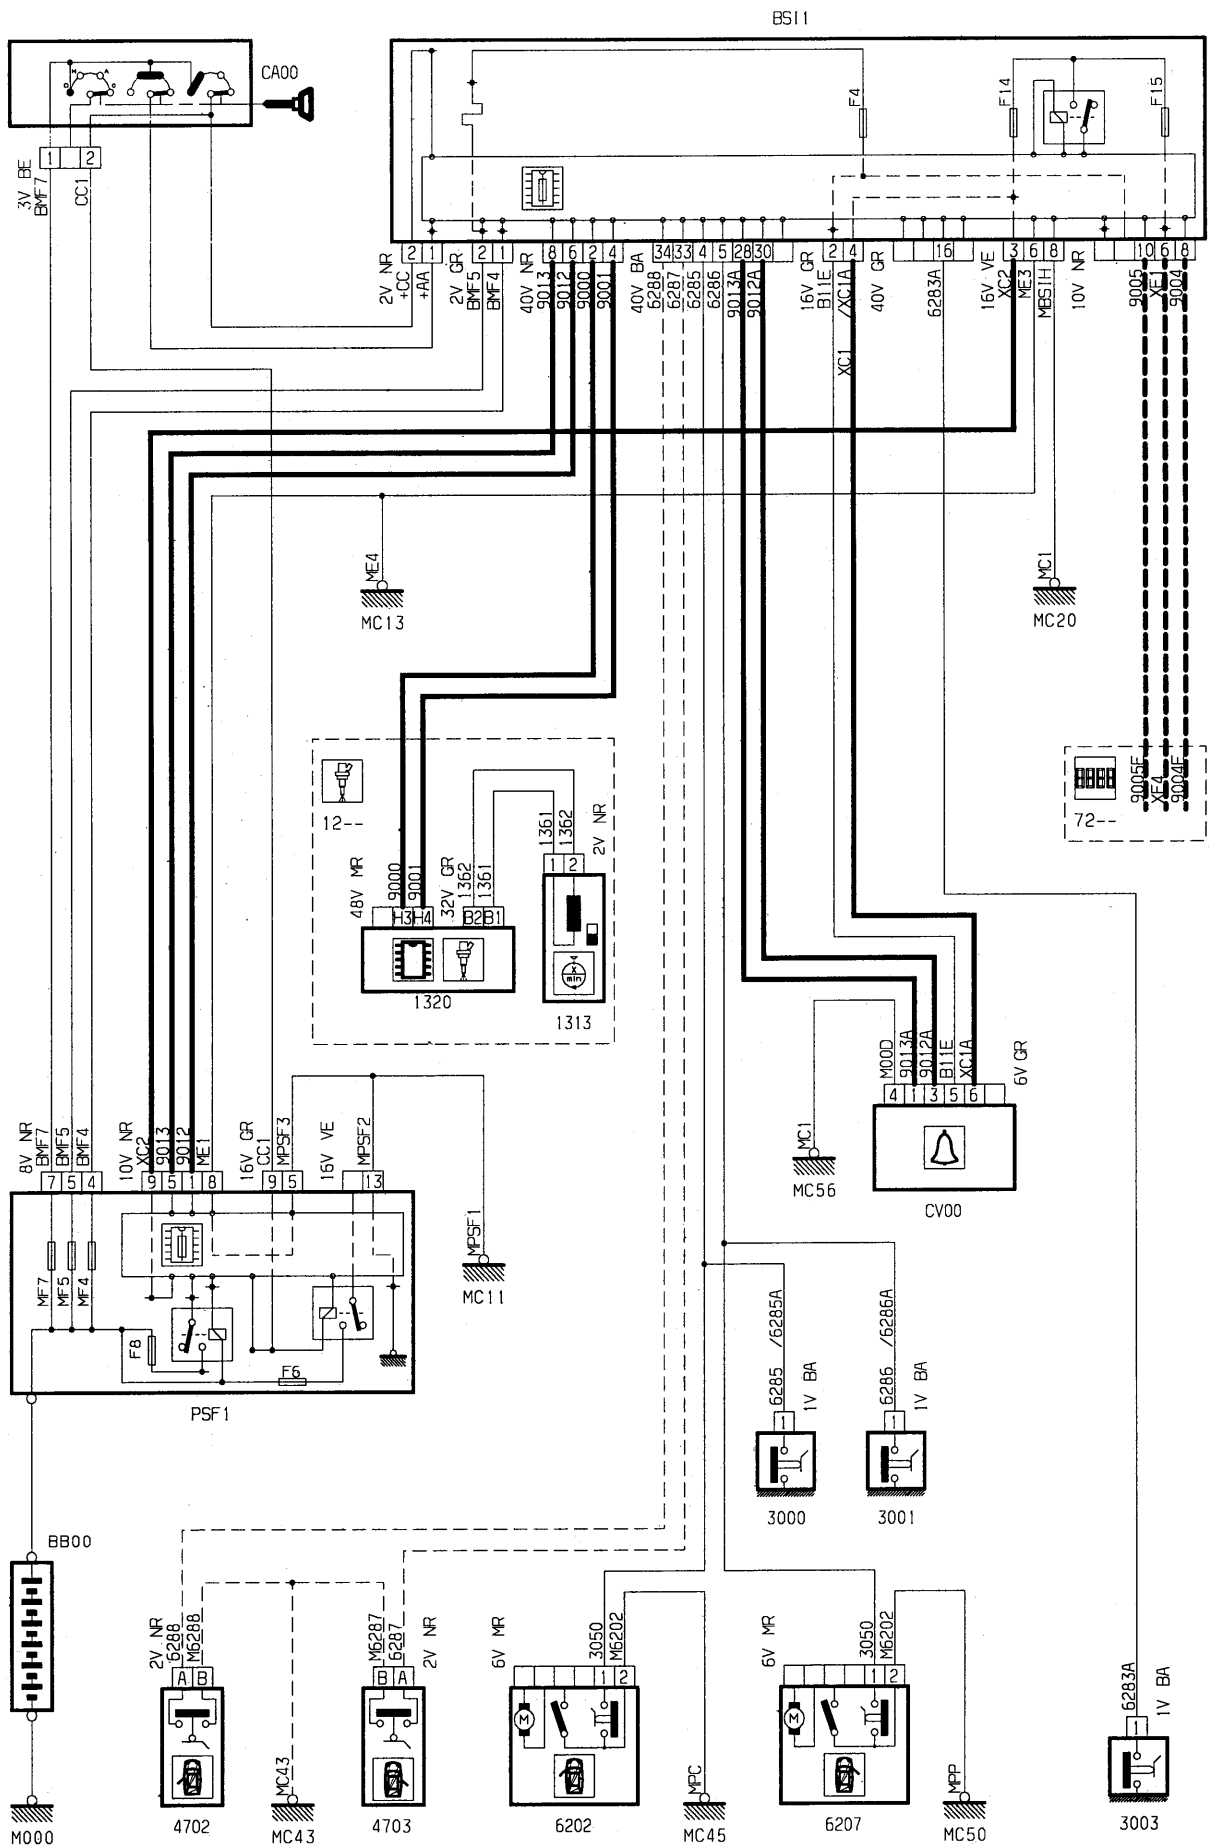 BSI1
CA00
M A
D
F4
F14
F15
1 2
3V BE
BMF7
CC1
2 1 2 1 8 6 2 4 34 33 4 5 28 30 2 4 16 3 6 8 10 6 8
2V NR
+CC
+AA
2V GR
BMF5
BMF4
40V NR
9013
9012
9000
9001
40V BA
6288
6287
6285
6286
9013A
9012A
16V GR
B11E
/XC1A
XC1
40V GR
6283A
16V VE
XC2
ME3
MBSIH
10V NR
9005
XE1
9004
ME4
MC13
MC1
MC20
12--
72--
9005E
XE4
9004E
48V MR
9000
9001
32V GR
1362
1361
1361
1362
2V NR
H3 H4 B2 B1
1 2
1320
x
min
1313
M00D
9013A
9012A
B11E
XC1A
6V GR
4 1 3 5 6
MC1
MC56
CV00
8V NR
BMF7
BMF5
BMF4
10V NR
XC2
9013
9012
ME1
16V GR
CC1
MPSF3
16V VE
MPSF2
7 5 4 9 5 1 8 9 5 13
MPSF1
MC11
MF7
MF5
MF4
F8
F6
PSF1
6285 /6285A
1V BA
1
3000
6286 /6286A
1V BA
1
3001
BB00
M000
2V NR
6288
M6288
A B
4702
MC43
MC43
M6287
6287
2V NR
B A
4703
6V MR
3050
M6202
1 2
M
6202
MPC
MC45
6V MR
3050
M6202
1 2
M
6207
MPP
MC50
6283A
1V BA
1
3003